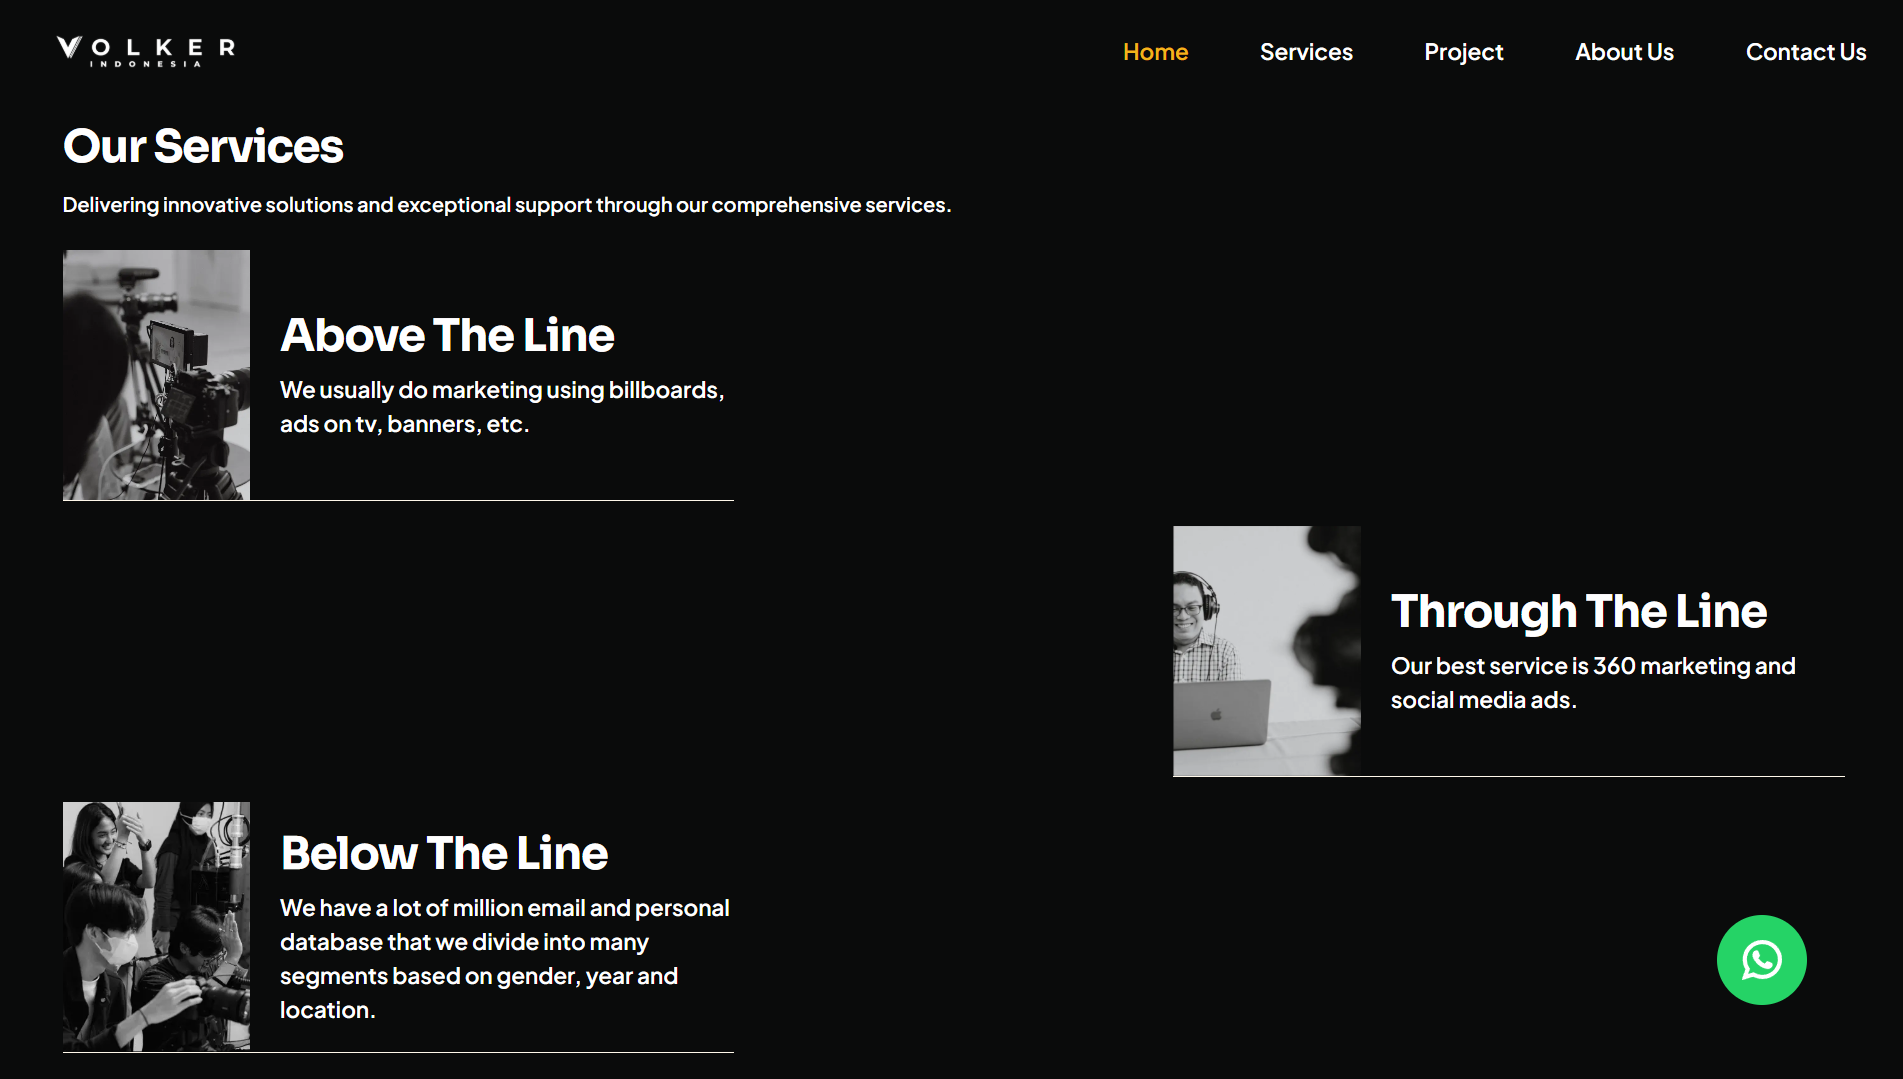 VOLKER
INDONESIA
Home Services Project About Us Contact Us
Our Services
Delivering innovative solutions and exceptional support through our comprehensive services.
Above The Line
We usually do marketing using billboards,
ads on tv, banners, etc.
Through The Line
Our best service is 360 marketing and
social media ads.
Below The Line
We have a lot of million email and personal
database that we divide into many
segments based on gender, year and
location.